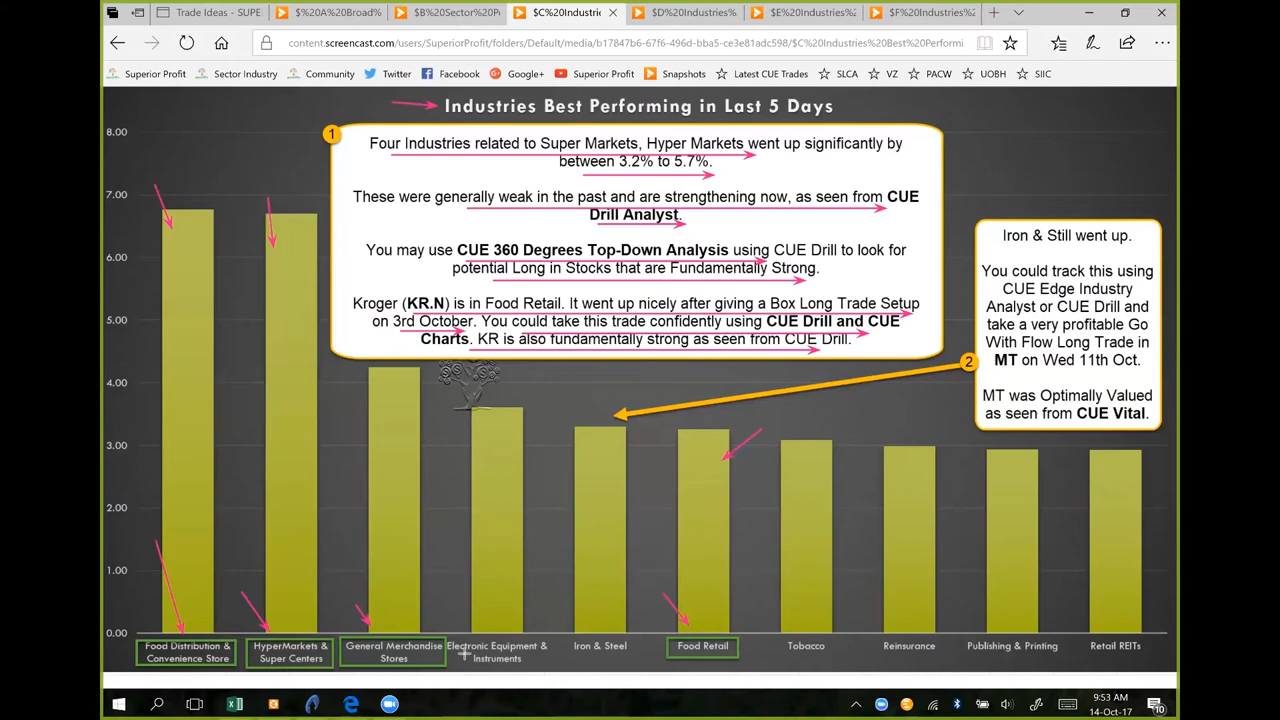 Trade Ideas - SUPE
$%20A%20Broad%
$B%20Sector%20P
$C%20Industrie
$D%20Industries%
$E%20Industries%2
$F%20Industries%2
content.screencast.com/users/SuperiorProfit/folders/Default/media/b17847b6-67f6-496d-bba5-ce3e81adc598/$C%20Industries%20Best%20Performi
Superior Profit Sector Industry Community Twitter Facebook Google+ Superior Profit Snapshots Latest CUE Trades SLCA VZ PACW UOBH SIIC
Industries Best Performing in Last 5 Days
8.00
7.00
6.00
5.00
4.00
3.00
2.00
1.00
0.00
1
Four Industries related to Super Markets, Hyper Markets went up significantly by
between 3.2% to 5.7%.
These were generally weak in the past and are strengthening now, as seen from CUE
Drill Analyst.
You may use CUE 360 Degrees Top-Down Analysis using CUE Drill to look for
potential Long in Stocks that are Fundamentally Strong.
Kroger (KR.N) is in Food Retail. It went up nicely after giving a Box Long Trade Setup
on 3rd October. You could take this trade confidently using CUE Drill and CUE
Charts. KR is also fundamentally strong as seen from CUE Drill.
2
Iron & Still went up.
You could track this using
CUE Edge Industry
Analyst or CUE Drill and
take a very profitable Go
With Flow Long Trade in
MT on Wed 11th Oct.
MT was Optimally Valued
as seen from CUE Vital.
Food Distribution &
Convenience Store
HyperMarkets &
Super Centers
General Merchandise
Stores
Electronic Equipment &
Instruments
Iron & Steel
Food Retail
Tobacco
Reinsurance
Publishing & Printing
Retail REITs
9:53 AM
14-Oct-17
10